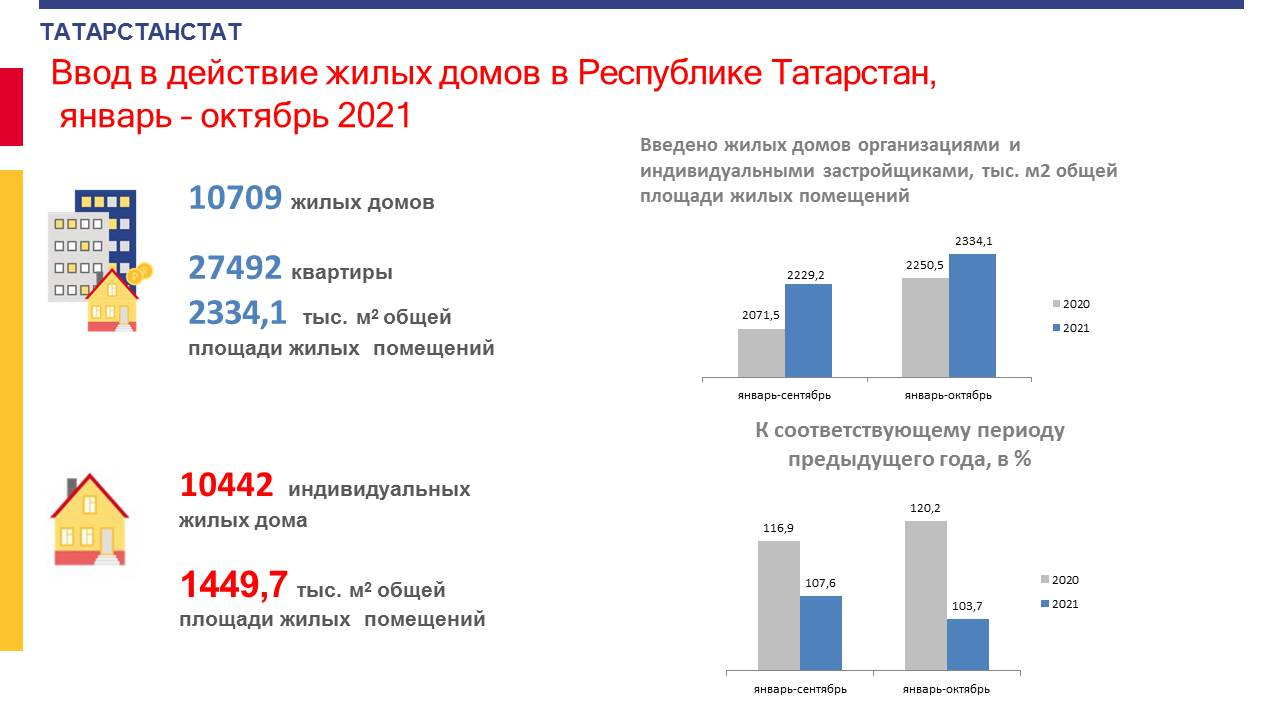 ТАТАРСТАНСТАТ
Ввод в действие жилых домов в Республике Татарстан,
январь - октябрь 2021
10709 жилых домов
27492 квартиры
2334,1 тыс. м² общей
площади жилых помещений
10442 индивидуальных
жилых дома
1449,7 тыс. м² общей
площади жилых помещений
Введено жилых домов организациями и
индивидуальными застройщиками, тыс. м2 общей
площади жилых помещений
2071,5
2229,2
2250,5
2334,1
январь-сентябрь
январь-октябрь
2020
2021
К соответствующему периоду
предыдущего года, в %
116,9
107,6
120,2
103,7
январь-сентябрь
январь-октябрь
2020
2021